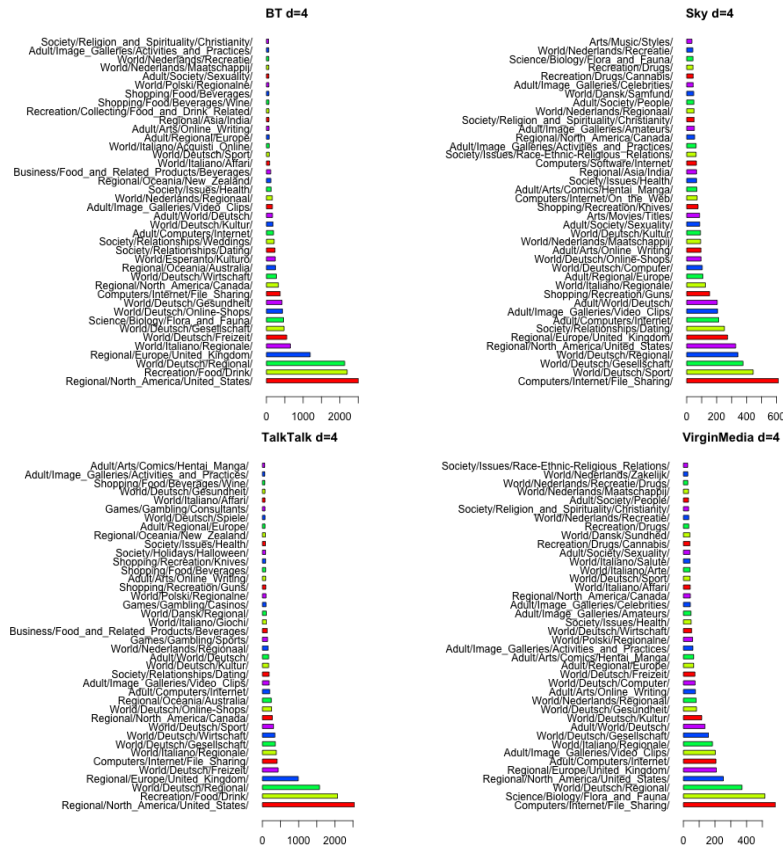 BT d=4
Society/Religion_and_Spirituality/Christianity/
Adult/Image_Galleries/Activities_and_Practices/
World/Nederlands/Recreatie/
World/Nederlands/Maatschappij/
Adult/Society/Sexuality/
World/Polski/Regionalne/
Shopping/Food/Beverages/
Shopping/Food/Beverages/Wine/
Recreation/Collecting/Food_and_Drink_Related/
Regional/Asia/India/
Adult/Arts/Online_Writing/
Adult/Regional/Europe/
World/Italiano/Acquisti_Online/
World/Deutsch/Sport/
World/Italiano/Affari/
Business/Food_and_Related_Products/Beverages/
Regional/Oceania/New_Zealand/
Society/Issues/Health/
World/Nederlands/Regionaal/
Adult/Image_Galleries/Video_Clips/
Adult/World/Deutsch/
World/Deutsch/Kultur/
Adult/Computers/Internet/
Society/Relationships/Weddings/
Society/Relationships/Dating/
World/Esperanto/Kulturo/
Regional/Oceania/Australia/
World/Deutsch/Wirtschaft/
Regional/North_America/Canada/
Computers/Internet/File_Sharing/
World/Deutsch/Gesundheit/
World/Deutsch/Online-Shops/
Science/Biology/Flora_and_Fauna/
World/Deutsch/Gesellschaft/
World/Deutsch/Freizeit/
World/Italiano/Regionale/
Regional/Europe/United_Kingdom/
World/Deutsch/Regional/
Recreation/Food/Drink/
Regional/North_America/United_States/
0 1000 2000
Sky d=4
Arts/Music/Styles/
World/Nederlands/Recreatie/
Science/Biology/Flora_and_Fauna/
Recreation/Drugs/
Recreation/Drugs/Cannabis/
Adult/Image_Galleries/Celebrities/
World/Dansk/Samfund/
Adult/Society/People/
World/Nederlands/Regionaal/
Society/Religion_and_Spirituality/Christianity/
Adult/Image_Galleries/Amateurs/
Regional/North_America/Canada/
Adult/Image_Galleries/Activities_and_Practices/
Society/Issues/Race-Ethnic-Religious_Relations/
Computers/Software/Internet/
Regional/Asia/India/
Society/Issues/Health/
Adult/Arts/Comics/Hentai_Manga/
Computers/Internet/On_the_Web/
Shopping/Recreation/Knives/
Arts/Movies/Titles/
Adult/Society/Sexuality/
World/Deutsch/Kultur/
World/Nederlands/Maatschappij/
Adult/Arts/Online_Writing/
World/Deutsch/Online-Shops/
World/Deutsch/Computer/
Adult/Regional/Europe/
World/Italiano/Regionale/
Shopping/Recreation/Guns/
Adult/World/Deutsch/
Adult/Image_Galleries/Video_Clips/
Adult/Computers/Internet/
Society/Relationships/Dating/
Regional/Europe/United_Kingdom/
Regional/North_America/United_States/
World/Deutsch/Regional/
World/Deutsch/Gesellschaft/
World/Deutsch/Sport/
Computers/Internet/File_Sharing/
0 200 400 600
TalkTalk d=4
Adult/Arts/Comics/Hentai_Manga/
Adult/Image_Galleries/Activities_and_Practices/
Shopping/Food/Beverages/Wine/
World/Deutsch/Gesundheit/
World/Italiano/Affari/
Games/Gambling/Consultants/
World/Deutsch/Spiele/
Adult/Regional/Europe/
Regional/Oceania/New_Zealand/
Society/Issues/Health/
Society/Holidays/Halloween/
Shopping/Recreation/Knives/
Shopping/Food/Beverages/
Adult/Arts/Online_Writing/
Shopping/Recreation/Guns/
World/Polski/Regionalne/
Games/Gambling/Casinos/
World/Dansk/Regional/
World/Italiano/Giochi/
Business/Food_and_Related_Products/Beverages/
Games/Gambling/Sports/
World/Nederlands/Regionaal/
Adult/World/Deutsch/
World/Deutsch/Kultur/
Society/Relationships/Dating/
Adult/Image_Galleries/Video_Clips/
Adult/Computers/Internet/
Regional/Oceania/Australia/
World/Deutsch/Online-Shops/
Regional/North_America/Canada/
World/Deutsch/Sport/
World/Deutsch/Wirtschaft/
World/Deutsch/Gesellschaft/
World/Italiano/Regionale/
Computers/Internet/File_Sharing/
World/Deutsch/Freizeit/
Regional/Europe/United_Kingdom/
World/Deutsch/Regional/
Recreation/Food/Drink/
Regional/North_America/United_States/
0 1000 2000
VirginMedia d=4
Society/Issues/Race-Ethnic-Religious_Relations/
World/Nederlands/Zakelijk/
World/Nederlands/Recreatie/Drugs/
World/Nederlands/Maatschappij/
Adult/Society/People/
Society/Religion_and_Spirituality/Christianity/
World/Nederlands/Recreatie/
Recreation/Drugs/
World/Dansk/Sundhed/
Recreation/Drugs/Cannabis/
Adult/Society/Sexuality/
World/Italiano/Salute/
World/Italiano/Arte/
World/Deutsch/Sport/
World/Italiano/Affari/
Regional/North_America/Canada/
Adult/Image_Galleries/Celebrities/
Adult/Image_Galleries/Amateurs/
Society/Issues/Health/
World/Deutsch/Wirtschaft/
World/Polski/Regionalne/
Adult/Image_Galleries/Activities_and_Practices/
Adult/Arts/Comics/Hentai_Manga/
Adult/Regional/Europe/
World/Deutsch/Freizeit/
World/Deutsch/Computer/
Adult/Arts/Online_Writing/
World/Nederlands/Regionaal/
World/Deutsch/Gesundheit/
World/Deutsch/Kultur/
Adult/World/Deutsch/
World/Deutsch/Gesellschaft/
World/Italiano/Regionale/
Adult/Image_Galleries/Video_Clips/
Adult/Computers/Internet/
Regional/Europe/United_Kingdom/
Regional/North_America/United_States/
World/Deutsch/Regional/
Science/Biology/Flora_and_Fauna/
Computers/Internet/File_Sharing/
0 200 400